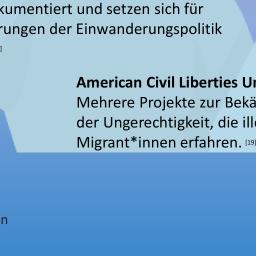 kumentiert und setzen sich für
rungen der Einwanderungspolitik
American Civil Liberties Un
Mehrere Projekte zur Bekä
der Ungerechtigkeit, die ille
Migrant*innen erfahren. [19]
n